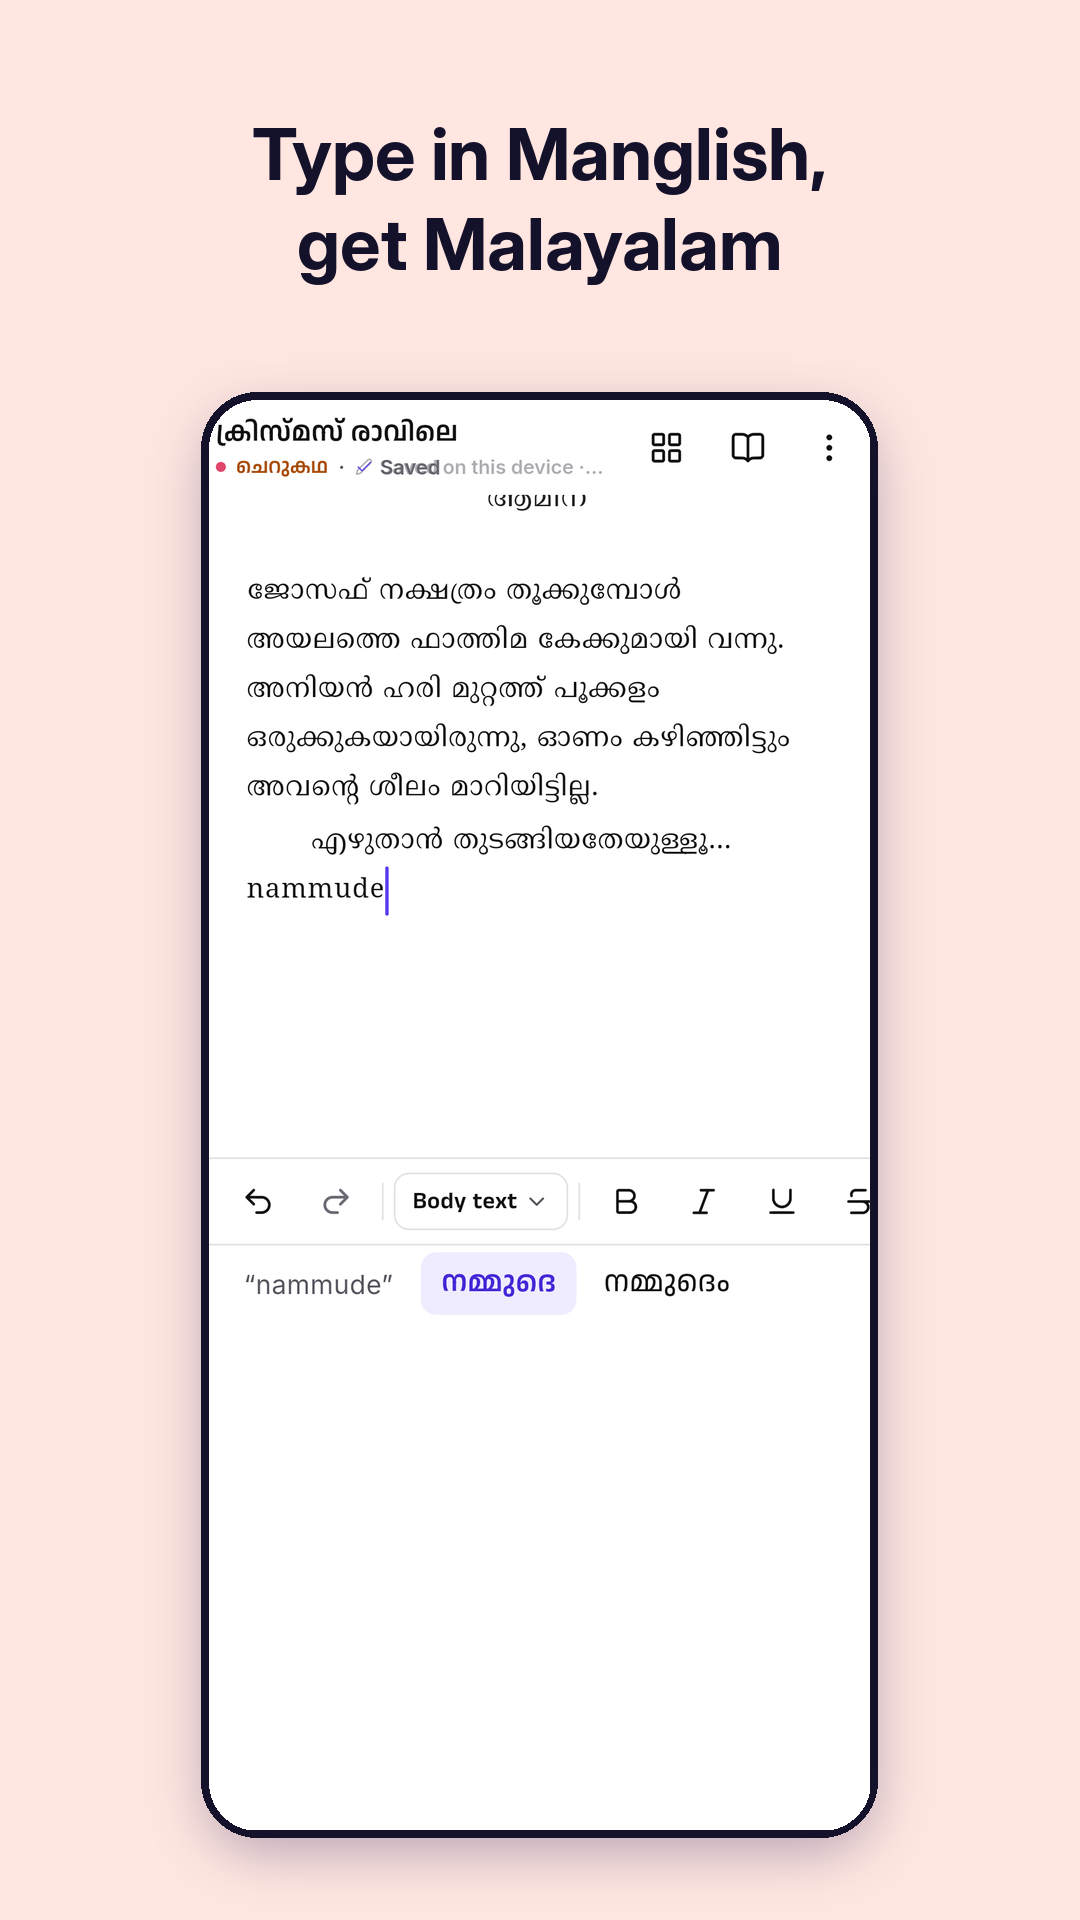 Type in Manglish,
get Malayalam
ക്രിസ്മസ് രാവിലെ
ചെറുകഥ · Saved on this device ·...
ആമിന
ജോസഫ് നക്ഷത്രം തൂക്കുമ്പോൾ
അയലത്തെ ഫാത്തിമ കേക്കുമായി വന്നു.
അനിയൻ ഹരി മുറ്റത്ത് പൂക്കളം
ഒരുക്കുകയായിരുന്നു, ഓണം കഴിഞ്ഞിട്ടും
അവന്റെ ശീലം മാറിയിട്ടില്ല.
എഴുതാൻ തുടങ്ങിയതേയുള്ളൂ...
nammude
Body text B I U S
“nammude” നമ്മുദെ നമ്മുദെം